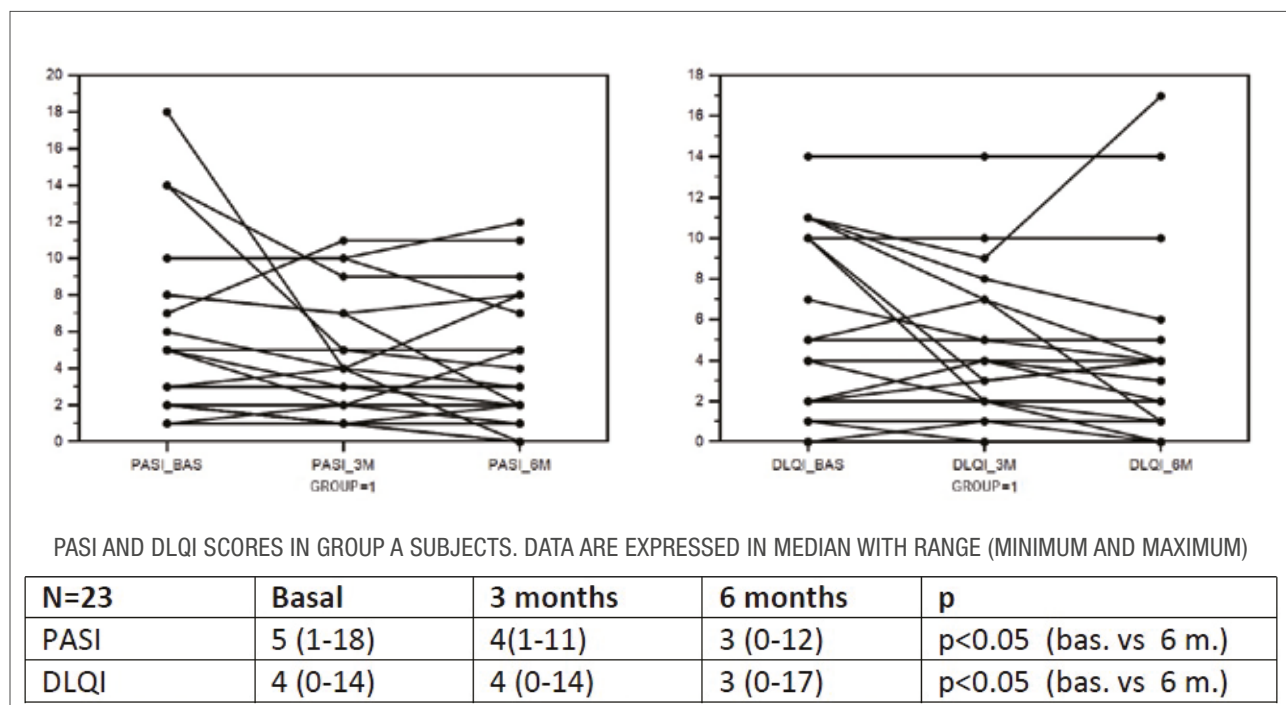 20
18
16
14
12
10
8
6
4
2
0
PASI_BAS PASI_3M PASI_6M
GROUP=1
18
16
14
12
10
8
6
4
2
0
DLQI_BAS DLQI_3M DLQI_6M
GROUP=1
PASI AND DLQI SCORES IN GROUP A SUBJECTS. DATA ARE EXPRESSED IN MEDIAN WITH RANGE (MINIMUM AND MAXIMUM)
N=23 Basal 3 months 6 months p
PASI 5 (1-18) 4(1-11) 3 (0-12) p<0.05 (bas. vs 6 m.)
DLQI 4 (0-14) 4 (0-14) 3 (0-17) p<0.05 (bas. vs 6 m.)